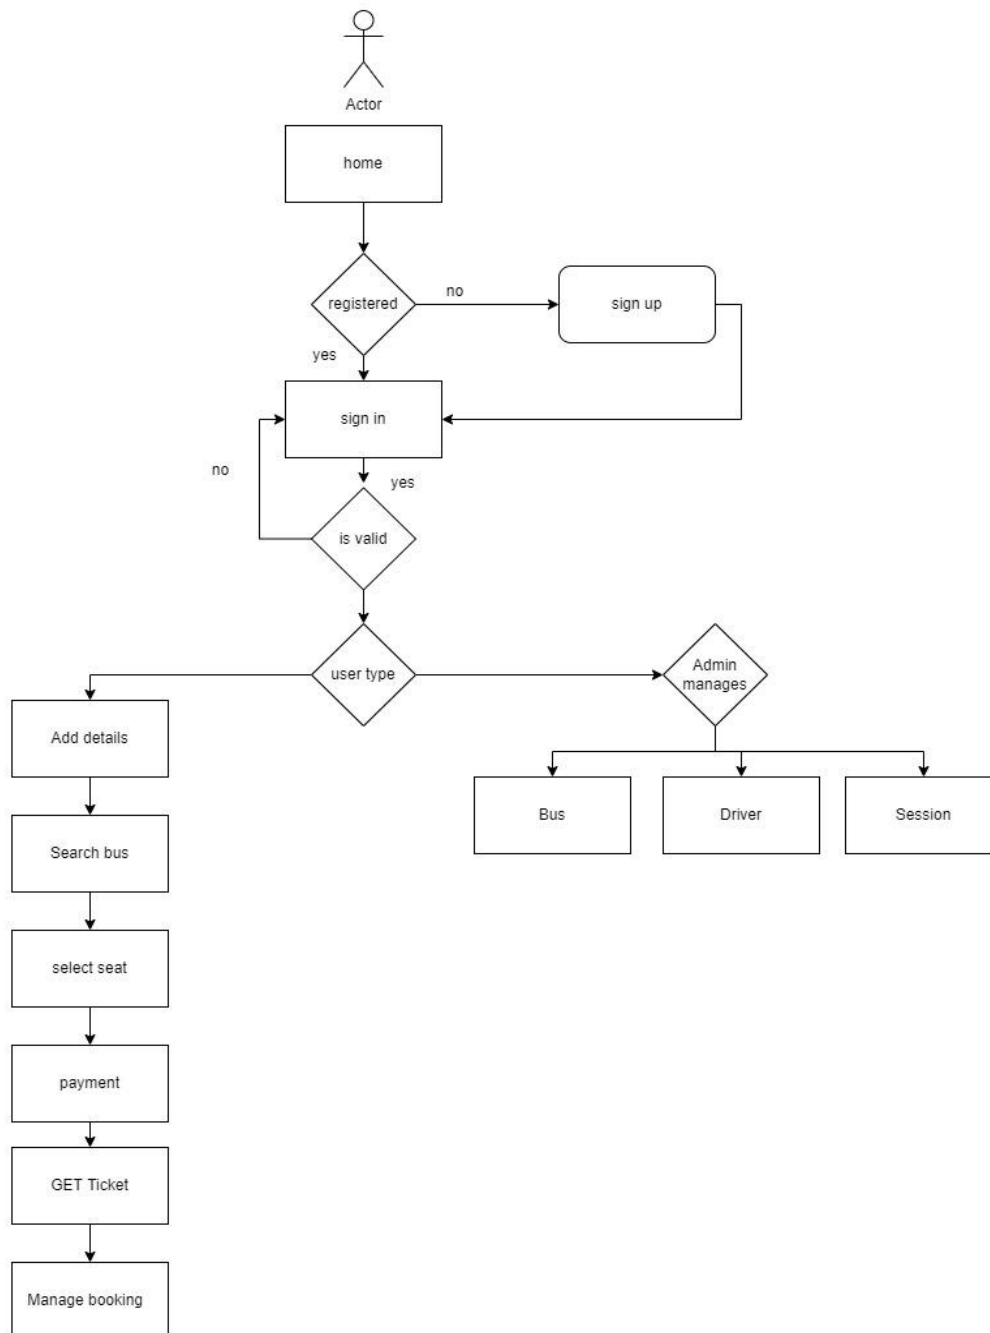 Actor
home
registered
no
sign up
yes
sign in
no
yes
is valid
user type
Admin
manages
Add details
Bus
Driver
Session
Search bus
select seat
payment
GET Ticket
Manage booking